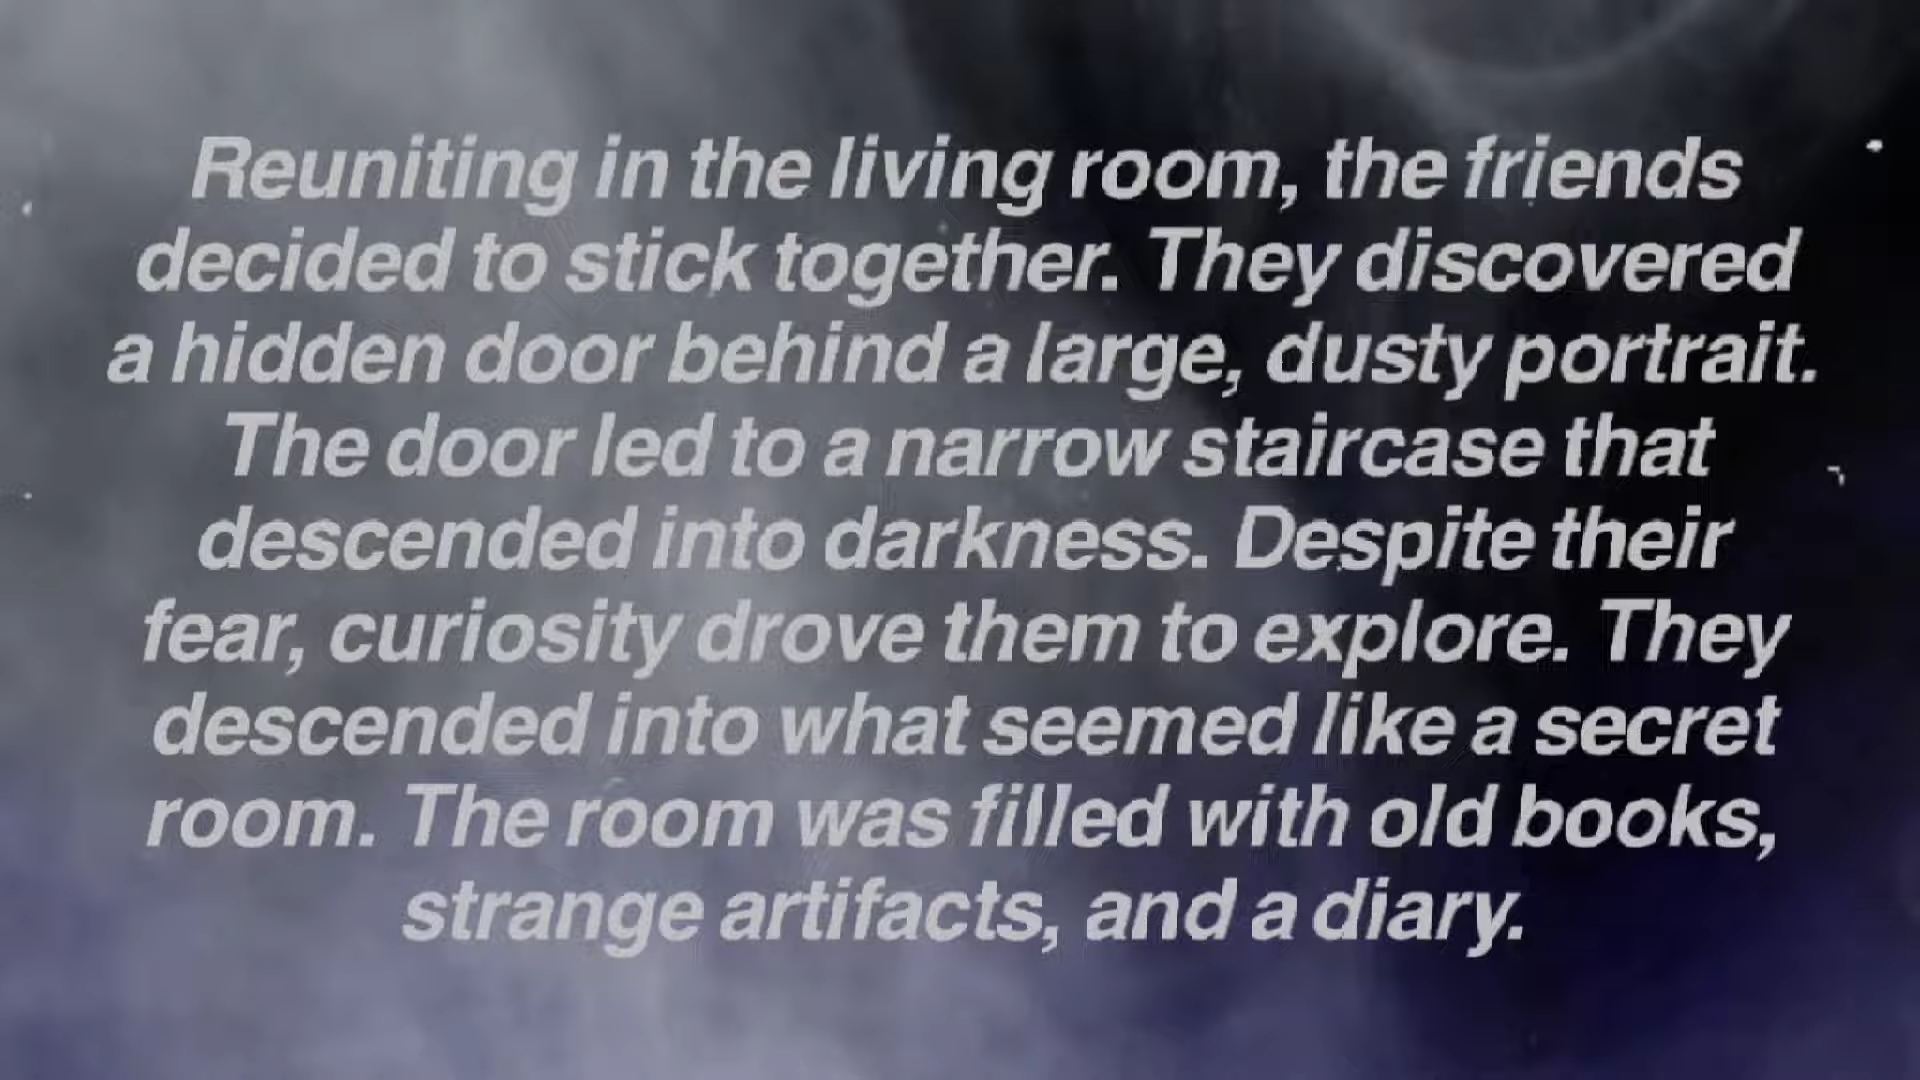 Reuniting in the living room, the friends
decided to stick together. They discovered
a hidden door behind a large, dusty portrait.
The door led to a narrow staircase that
descended into darkness. Despite their
fear, curiosity drove them to explore. They
descended into what seemed like a secret
room. The room was filled with old books,
strange artifacts, and a diary.